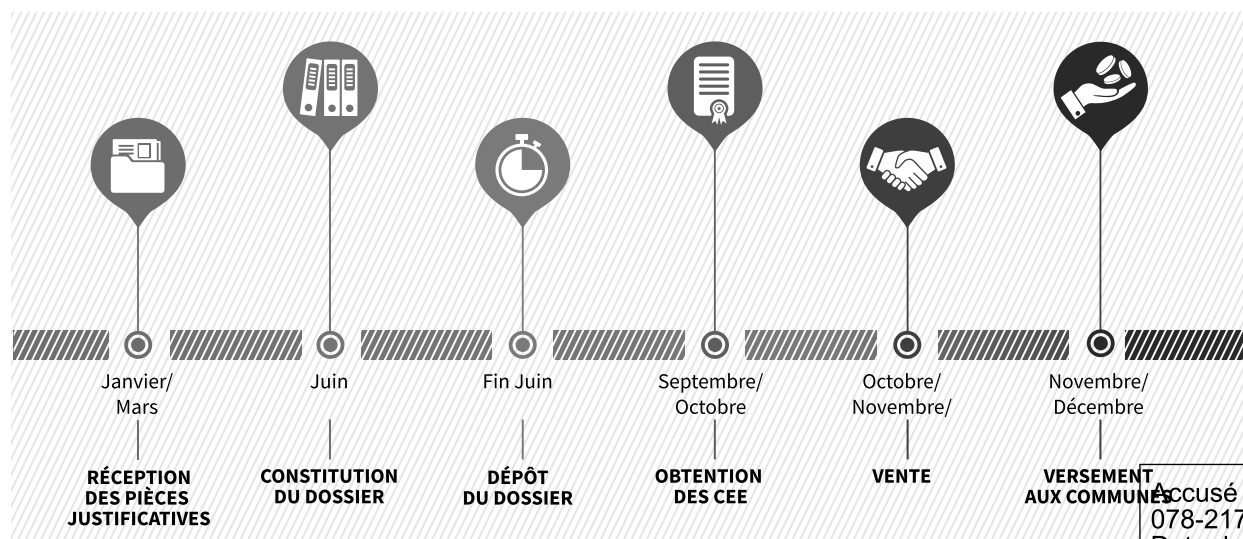 Janvier/
Mars
RÉCEPTION
DES PIÈCES
JUSTIFICATIVES
Juin
CONSTITUTION
DU DOSSIER
Fin Juin
DÉPÔT
DU DOSSIER
Septembre/
Octobre
OBTENTION
DES CEE
Octobre/
Novembre/
VENTE
Novembre/
Décembre
VERSEMENT
AUX COMMUNES
Accusé
078-217